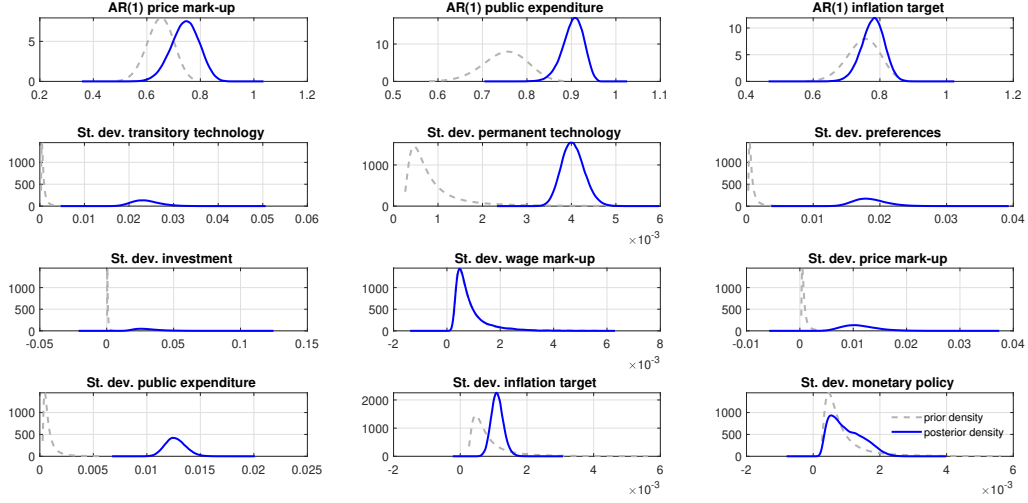 AR(1) price mark-up
AR(1) public expenditure
AR(1) inflation target
5
0
0.2 0.4 0.6 0.8 1 1.2
10
0
0.5 0.6 0.7 0.8 0.9 1 1.1
10
5
0
0.4 0.6 0.8 1 1.2
St. dev. transitory technology
St. dev. permanent technology
St. dev. preferences
1000
500
0
0 0.01 0.02 0.03 0.04 0.05 0.06
1000
0
0 1 2 3 4 5 6
×10⁻³
1000
500
0
0 0.01 0.02 0.03 0.04
St. dev. investment
St. dev. wage mark-up
St. dev. price mark-up
1000
500
0
-0.05 0 0.05 0.1 0.15
1000
500
0
-2 0 2 4 6 8
×10⁻³
1000
500
0
-0.01 0 0.01 0.02 0.03 0.04
St. dev. public expenditure
St. dev. inflation target
St. dev. monetary policy
1000
500
0
0 0.005 0.01 0.015 0.02 0.025
2000
1000
0
-2 0 2 4 6
×10⁻³
1000
500
0
-2 0 2 4 6
×10⁻³
prior density
posterior density